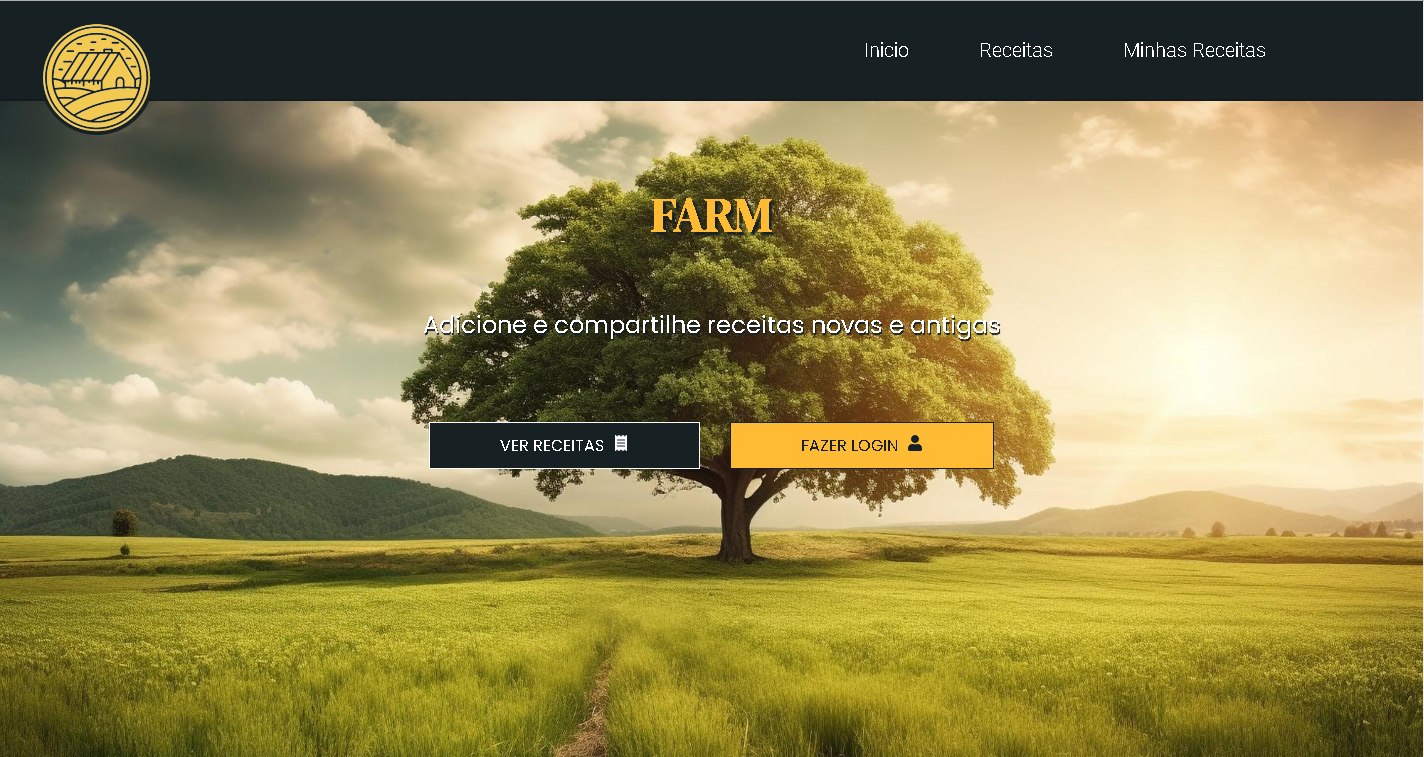 Inicio
Receitas
Minhas Receitas
FARM
Adicione e compartilhe receitas novas e antigas
VER RECEITAS
FAZER LOGIN